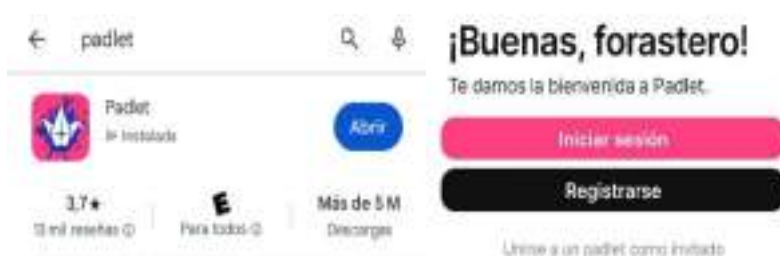 padlet
Padlet
Instalada
Abrir
3,7★
13 mil reseñas
E
Para todos
Más de 5 M
Descargas
¡Buenas, forastero!
Te damos la bienvenida a Padlet.
Iniciar sesión
Registrarse
Unirse a un padlet como invitado